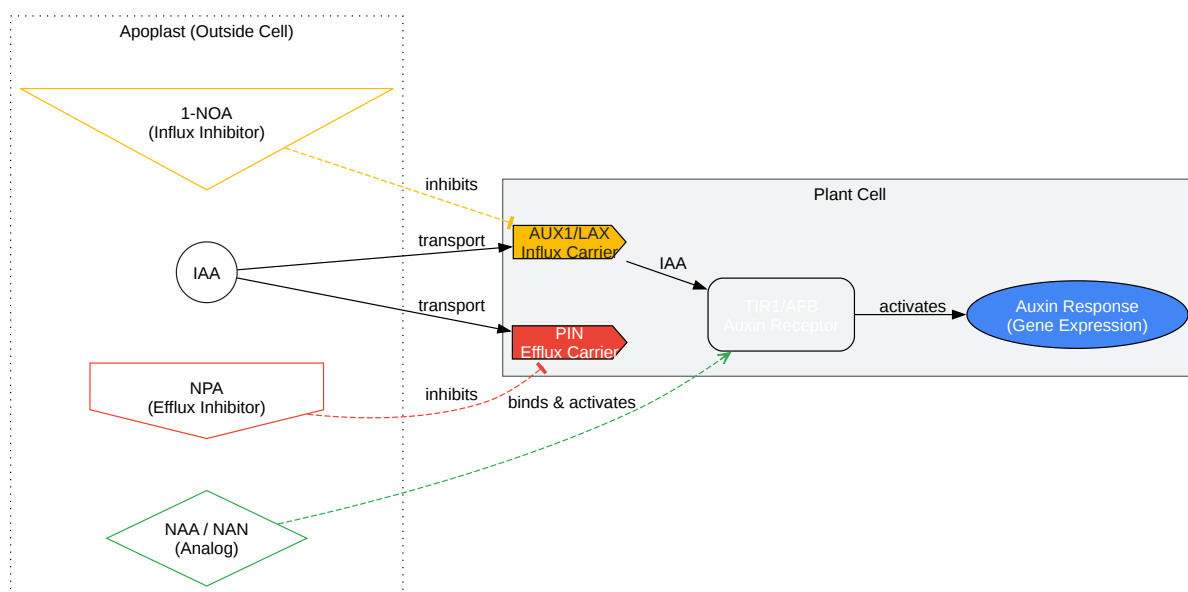 Apoplast (Outside Cell)
1-NOA
(Influx Inhibitor)
inhibits
Plant Cell
AUX1/LAX
Influx Carrier
transport
IAA
IAA
transport
TIR1/AFB
Auxin Receptor
activates
Auxin Response
(Gene Expression)
PIN
Efflux Carrier
NPA
(Efflux Inhibitor)
inhibits
binds & activates
NAA / NAN
(Analog)